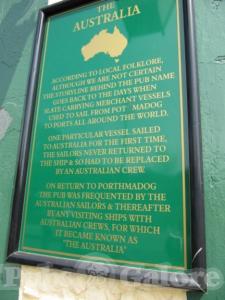 THE
AUSTRALIA
ACCORDING TO LOCAL FOLKLORE,
ALTHOUGH WE ARE NOT CERTAIN
THE STORYLINE BEHIND THE PUB NAME
GOES BACK TO THE DAYS WHEN
SLATE CARRYING MERCHANT VESSELS
USED TO SAIL FROM PORTHMADOG
TO PORTS ALL AROUND THE WORLD.
ONE PARTICULAR VESSEL SAILED
TO AUSTRALIA FOR THE FIRST TIME,
THE SAILORS NEVER RETURNED TO
THE SHIP & SO HAD TO BE REPLACED
BY AN AUSTRALIAN CREW.
ON RETURN TO PORTHMADOG
THE PUB WAS FREQUENTED BY THE
AUSTRALIAN SAILORS & THEREAFTER
BY ANY VISITING SHIPS WITH
AUSTRALIAN CREWS, FOR WHICH
IT BECAME KNOWN AS
"THE AUSTRALIA"
Pub Galore